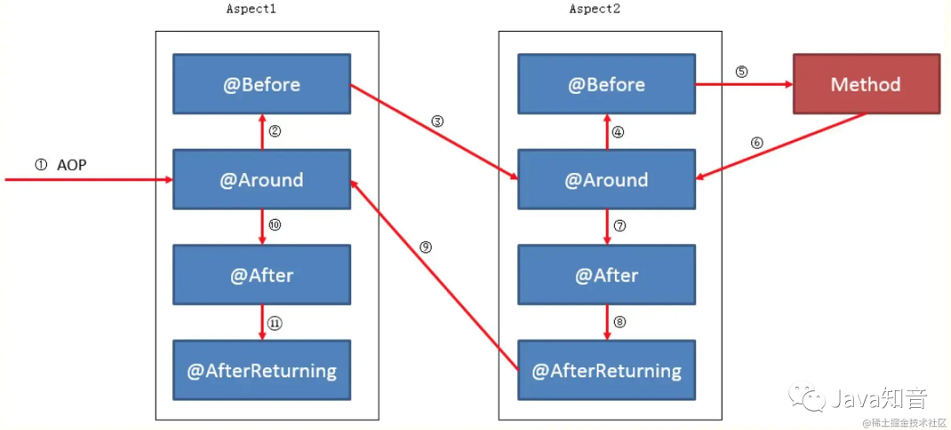 Aspect1
Aspect2
@Before
③
@Before
⑤
Method
②
④
⑥
① AOP
@Around
@Around
⑩
⑨
⑦
@After
@After
⑪
⑧
@AfterReturning
@AfterReturning
Java知音
@稀土掘金技术社区